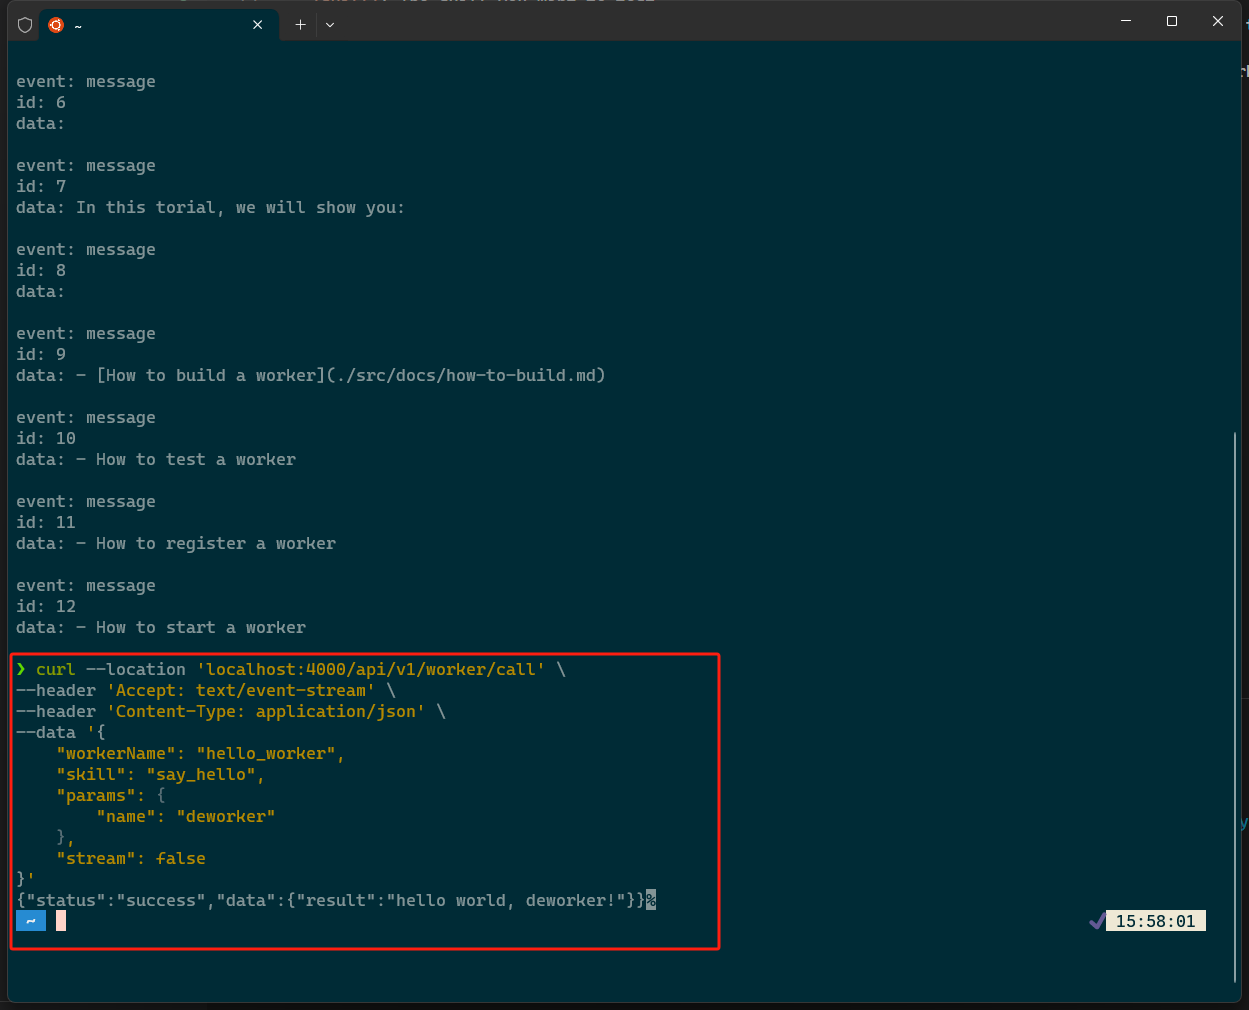 ~
event: message
id: 6
data:
event: message
id: 7
data: In this torial, we will show you:
event: message
id: 8
data:
event: message
id: 9
data: - [How to build a worker](./src/docs/how-to-build.md)
event: message
id: 10
data: - How to test a worker
event: message
id: 11
data: - How to register a worker
event: message
id: 12
data: - How to start a worker
❯ curl --location 'localhost:4000/api/v1/worker/call' \
--header 'Accept: text/event-stream' \
--header 'Content-Type: application/json' \
--data '{
    "workerName": "hello_worker",
    "skill": "say_hello",
    "params": {
        "name": "deworker"
    },
    "stream": false
}'
{"status":"success","data":{"result":"hello world, deworker!"}}%
~ ✔ 15:58:01